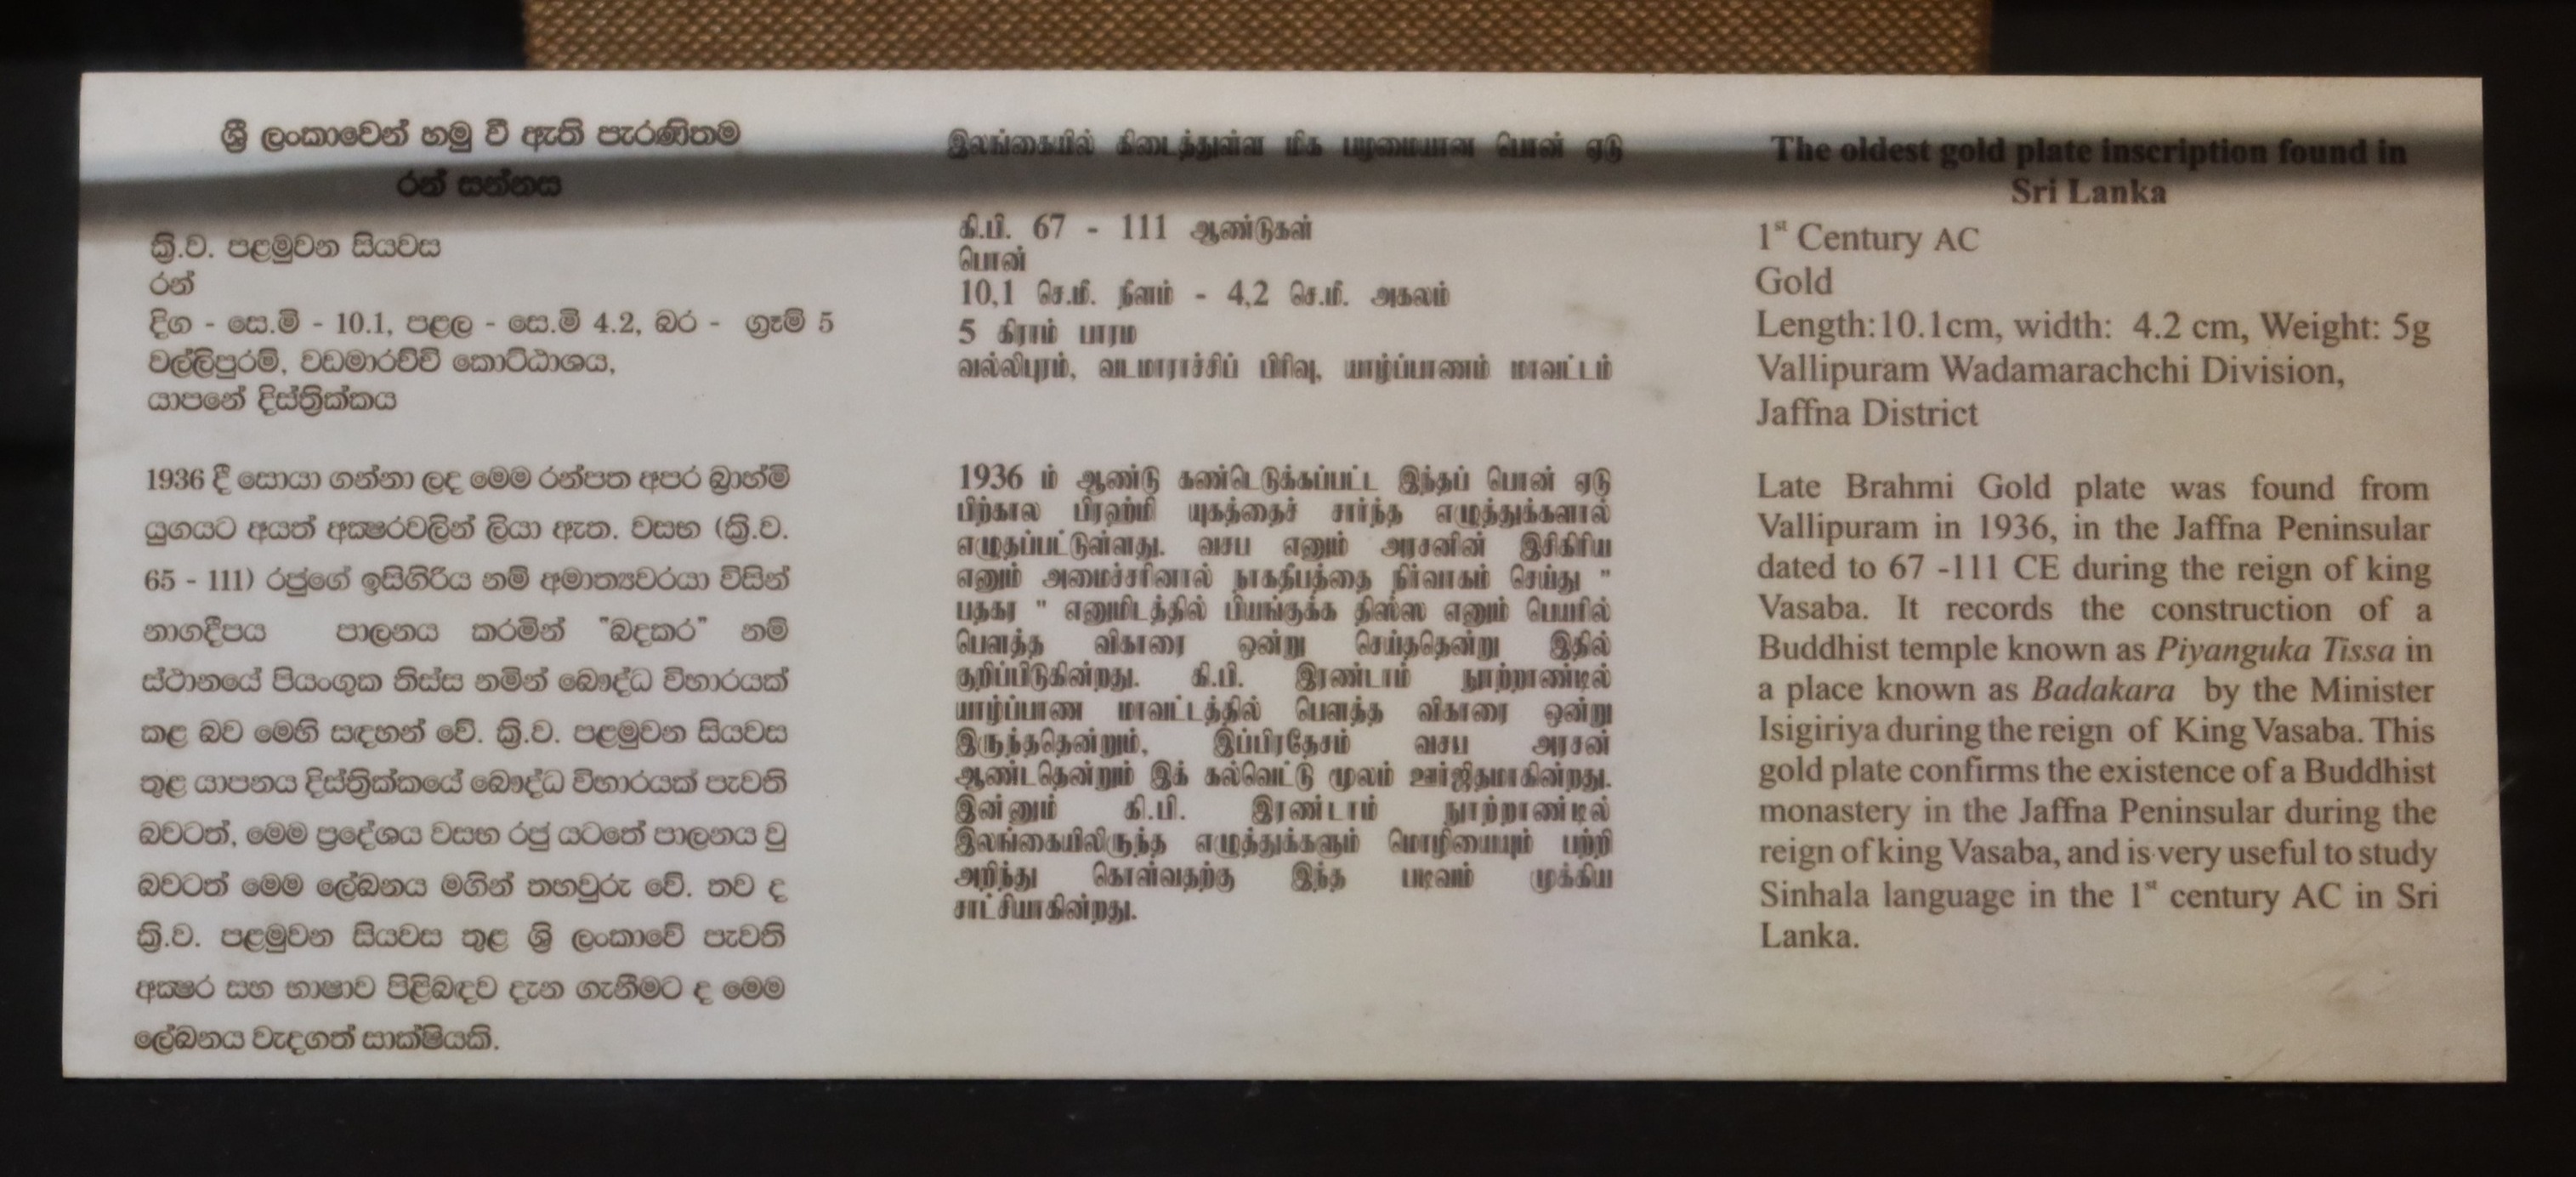 ශ්‍රී ලංකාවෙන් හමු වී ඇති පැරණිතම
රන් සන්නස
ක්‍රි.ව. පළමුවන සියවස
රන්
දිග - සෙ.මි - 10.1, පළල - සෙ.මි 4.2, බර - ග්‍රෑම් 5
වල්ලිපුරම්, වඩමාරච්චි කොට්ඨාශය,
යාපනේ දිස්ත්‍රික්කය
1936 දී සොයා ගන්නා ලද මෙම රන්පත අපර බ්‍රාහ්මි
යුගයට අයත් අක්‍ෂරවලින් ලියා ඇත. වසභ (ක්‍රි.ව.
65 - 111) රජුගේ ඉසිගිරිය නම් අමාත්‍යවරයා විසින්
නාගදීපය පාලනය කරමින් "බදකර" නම්
ස්ථානයේ පියංගුක තිස්ස නමින් බෞද්ධ විහාරයක්
කළ බව මෙහි සඳහන් වේ. ක්‍රි.ව. පළමුවන සියවස
තුළ යාපනය දිස්ත්‍රික්කයේ බෞද්ධ විහාරයක් පැවති
බවටත්, මෙම ප්‍රදේශය වසභ රජු යටතේ පාලනය වු
බවටත් මෙම ලේඛනය මගින් තහවුරු වේ. තව ද
ක්‍රි.ව. පළමුවන සියවස තුළ ශ්‍රී ලංකාවේ පැවති
අක්‍ෂර සහ භාෂාව පිළිබඳව දැන ගැනීමට ද මෙම
ලේඛනය වැදගත් සාක්ෂියකි.
இலங்கையில் கிடைத்துள்ள மிக பழமையான பொன் ஏடு
கி.பி. 67 - 111 ஆண்டுகள்
பொன்
10,1 செ.மீ. நீளம் - 4,2 செ.மீ. அகலம்
5 கிராம் பாரம
வல்லிபுரம், வடமாராச்சிப் பிரிவு, யாழ்ப்பாணம் மாவட்டம்
1936 ம் ஆண்டு கண்டெடுக்கப்பட்ட இந்தப் பொன் ஏடு
பிற்கால பிரஹ்மி யுகத்தைச் சார்ந்த எழுத்துக்களால்
எழுதப்பட்டுள்ளது. வசப எனும் அரசனின் இசிகிரிய
எனும் அமைச்சரினால் நாகதீபத்தை நிர்வாகம் செய்து "
பதகர " எனுமிடத்தில் பியங்குக்க திஸ்ஸ எனும் பெயரில்
பௌத்த விகாரை ஒன்று செய்ததென்று இதில்
குறிப்பிடுகின்றது. கி.பி. இரண்டாம் நூற்றாண்டில்
யாழ்ப்பாண மாவட்டத்தில் பௌத்த விகாரை ஒன்று
இருந்ததென்றும், இப்பிரதேசம் வசப அரசன்
ஆண்டதென்றும் இக் கல்வெட்டு மூலம் ஊர்ஜிதமாகின்றது.
இன்னும் கி.பி. இரண்டாம் நூற்றாண்டில்
இலங்கையிலிருந்த எழுத்துக்களும் மொழியையும் பற்றி
அறிந்து கொள்வதற்கு இந்த படிவம் முக்கிய
சாட்சியாகின்றது.
The oldest gold plate inscription found in
Sri Lanka
1st Century AC
Gold
Length:10.1cm, width: 4.2 cm, Weight: 5g
Vallipuram Wadamarachchi Division,
Jaffna District
Late Brahmi Gold plate was found from
Vallipuram in 1936, in the Jaffna Peninsular
dated to 67 -111 CE during the reign of king
Vasaba. It records the construction of a
Buddhist temple known as Piyanguka Tissa in
a place known as Badakara by the Minister
Isigiriya during the reign of King Vasaba. This
gold plate confirms the existence of a Buddhist
monastery in the Jaffna Peninsular during the
reign of king Vasaba, and is very useful to study
Sinhala language in the 1st century AC in Sri
Lanka.